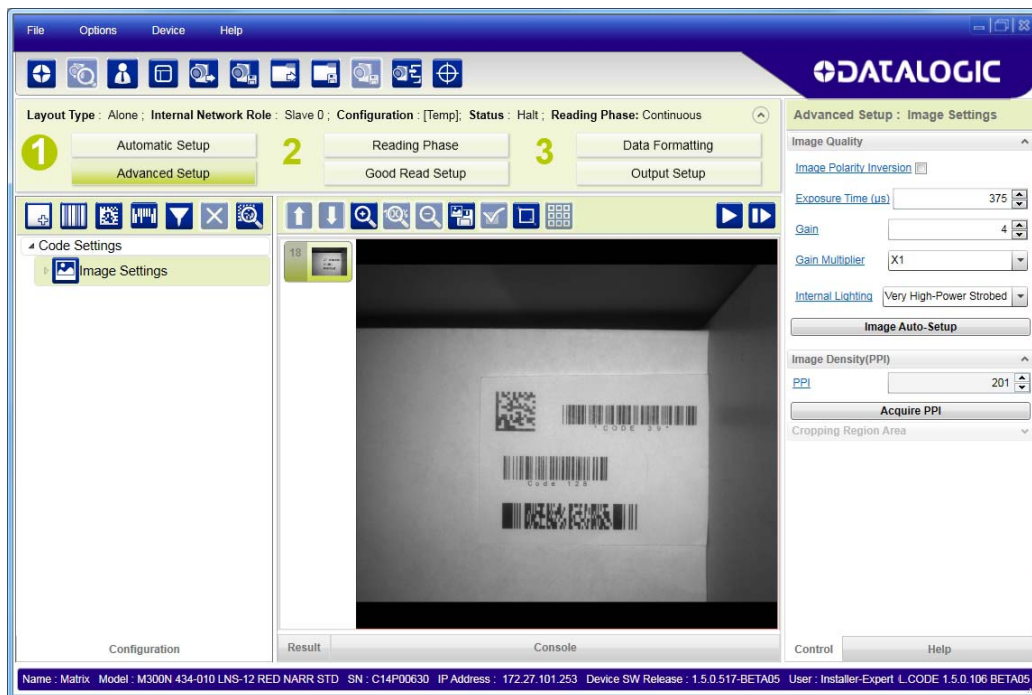 File Options Device Help
DATALOGIC
Layout Type : Alone ; Internal Network Role : Slave 0 ; Configuration : [Temp]; Status : Halt ; Reading Phase: Continuous
1 Automatic Setup 2 Reading Phase 3 Data Formatting
Advanced Setup Good Read Setup Output Setup
Advanced Setup : Image Settings
Image Quality
Image Polarity Inversion
Exposure Time (µs) 375
Gain 4
Gain Multiplier X1
Internal Lighting Very High-Power Strobed
Image Auto-Setup
Image Density(PPI)
PPI 201
Acquire PPI
Cropping Region Area
100%
Code Settings
Image Settings
18
*CODE 39*
Code 128
Configuration Result Console Control Help
Name : Matrix Model : M300N 434-010 LNS-12 RED NARR STD SN : C14P00630 IP Address : 172.27.101.253 Device SW Release : 1.5.0.517-BETA05 User : Installer-Expert L.CODE 1.5.0.106 BETA05